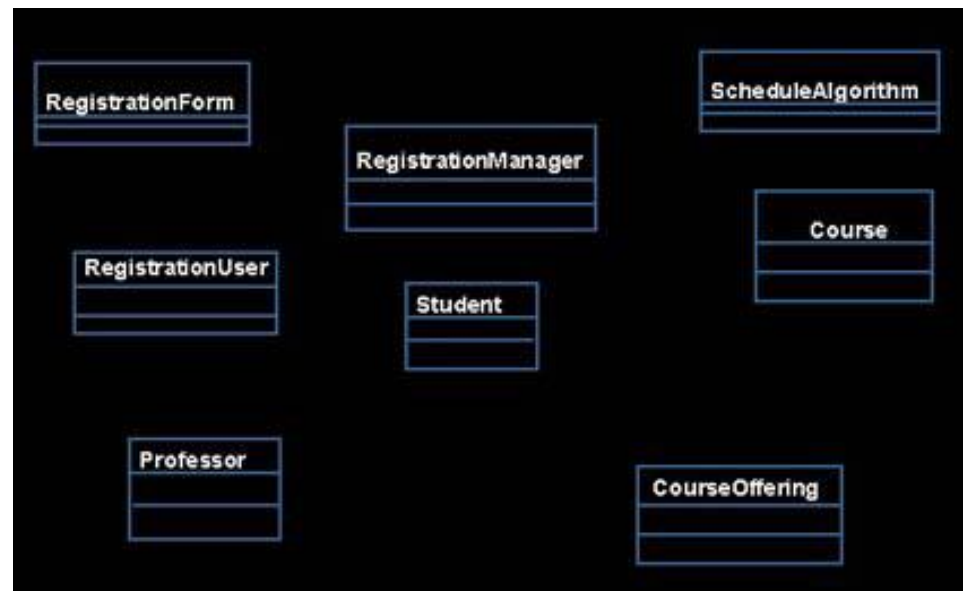 RegistrationForm
ScheduleAlgorithm
RegistrationManager
Course
RegistrationUser
Student
Professor
CourseOffering